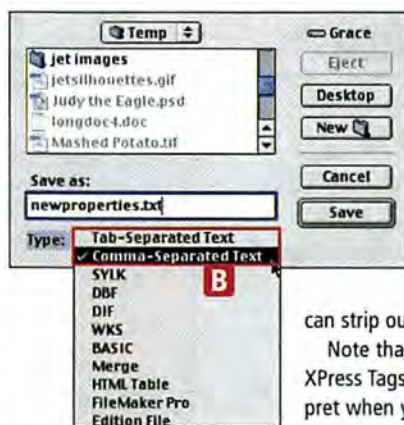 Temp
Grace
jet images
jetsilhouettes.gif
Judy the Eagle.psd
longdoc4.doc
Mashed Potato.tif
Eject
Desktop
New
Save as:
newproperties.txt
Cancel
Save
Type:
Tab-Separated Text
✓ Comma-Separated Text
SYLK
DBF
DIF
WKS
BASIC
Merge
HTML Table
FileMaker Pro
Edition File
B
can strip ou
Note tha
XPress Tags
pret when y